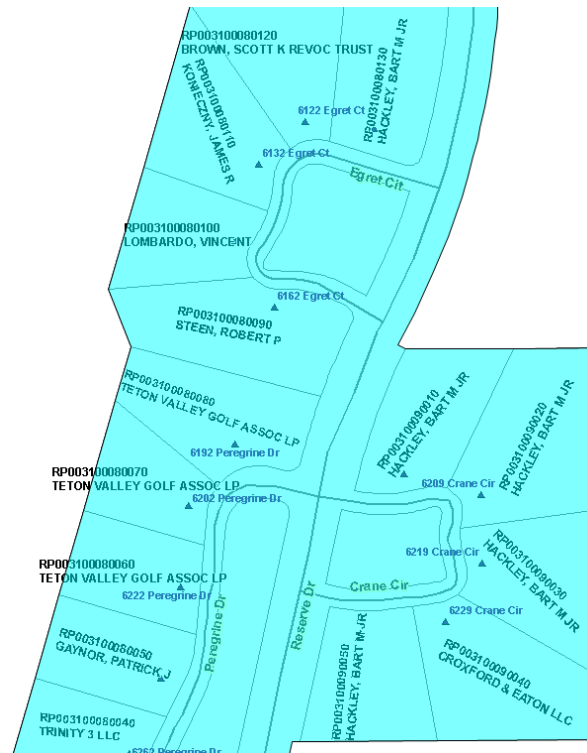 RP003100080120
BROWN, SCOTT K REVOC TRUST
RP003100080130
HACKLEY, BART M JR
6122 Egret Ct
RP003100080110
KONIECZNY, JAMES R
6132 Egret Ct
Egret Cit
RP003100080100
LOMBARDO, VINCENT
6162 Egret Ct
RP003100080090
STEEN, ROBERT P
RP003100080080
TETON VALLEY GOLF ASSOC LP
6192 Peregrine Dr
RP003100090010
HACKLEY, BART M JR
RP003100090020
HACKLEY, BART M JR
RP003100080070
TETON VALLEY GOLF ASSOC LP
6202 Peregrine Dr
6209 Crane Cir
6219 Crane Cir
RP003100090030
HACKLEY, BART M JR
RP003100080060
TETON VALLEY GOLF ASSOC LP
6222 Peregrine Dr
Crane Cir
Reserve Dr
Peregrine Dr
6229 Crane Cir
RP003100080050
GAYNOR, PATRICK J
RP003100090050
HACKLEY, BART M JR
RP003100090040
CROXFORD & EATON LLC
RP003100080040
TRINITY 3 LLC
6262 Peregrine Dr